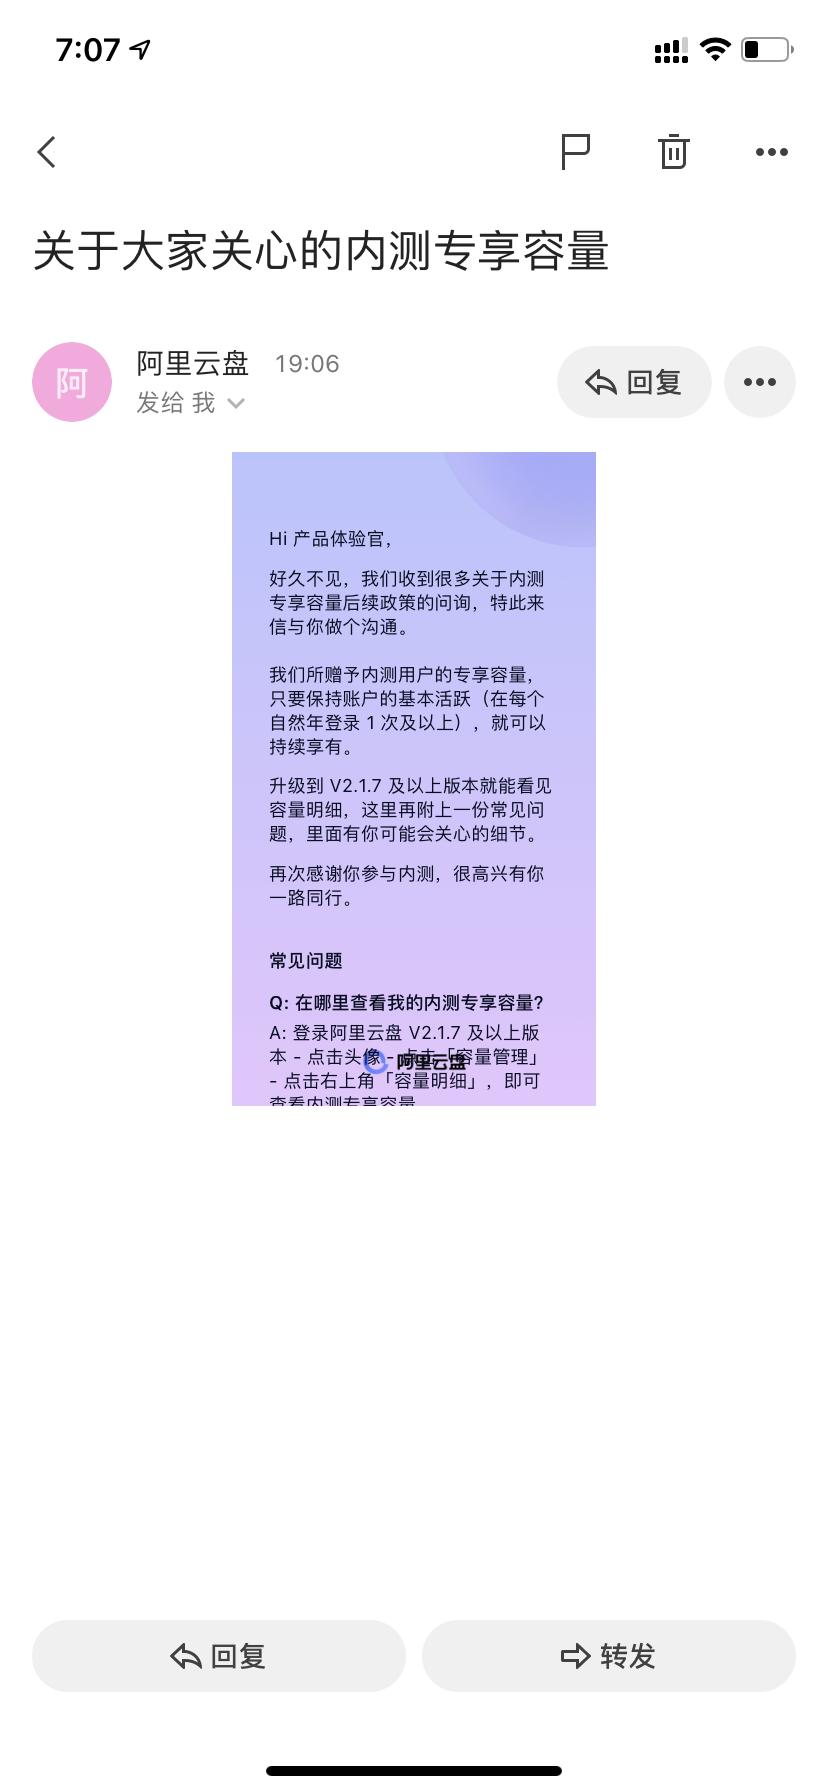 7:07
关于大家关心的内测专享容量
阿
阿里云盘 19:06
发给 我
回复
Hi 产品体验官，
好久不见，我们收到很多关于内测
专享容量后续政策的问询，特此来
信与你做个沟通。
我们所赠予内测用户的专享容量，
只要保持账户的基本活跃（在每个
自然年登录 1 次及以上），就可以
持续享有。
升级到 V2.1.7 及以上版本就能看见
容量明细，这里再附上一份常见问
题，里面有你可能会关心的细节。
再次感谢你参与内测，很高兴有你
一路同行。
常见问题
Q: 在哪里查看我的内测专享容量?
A: 登录阿里云盘 V2.1.7 及以上版
本 - 点击头像 - 点击「容量管理」
阿里云盘
- 点击右上角「容量明细」，即可
查看内测专享容量
回复
转发